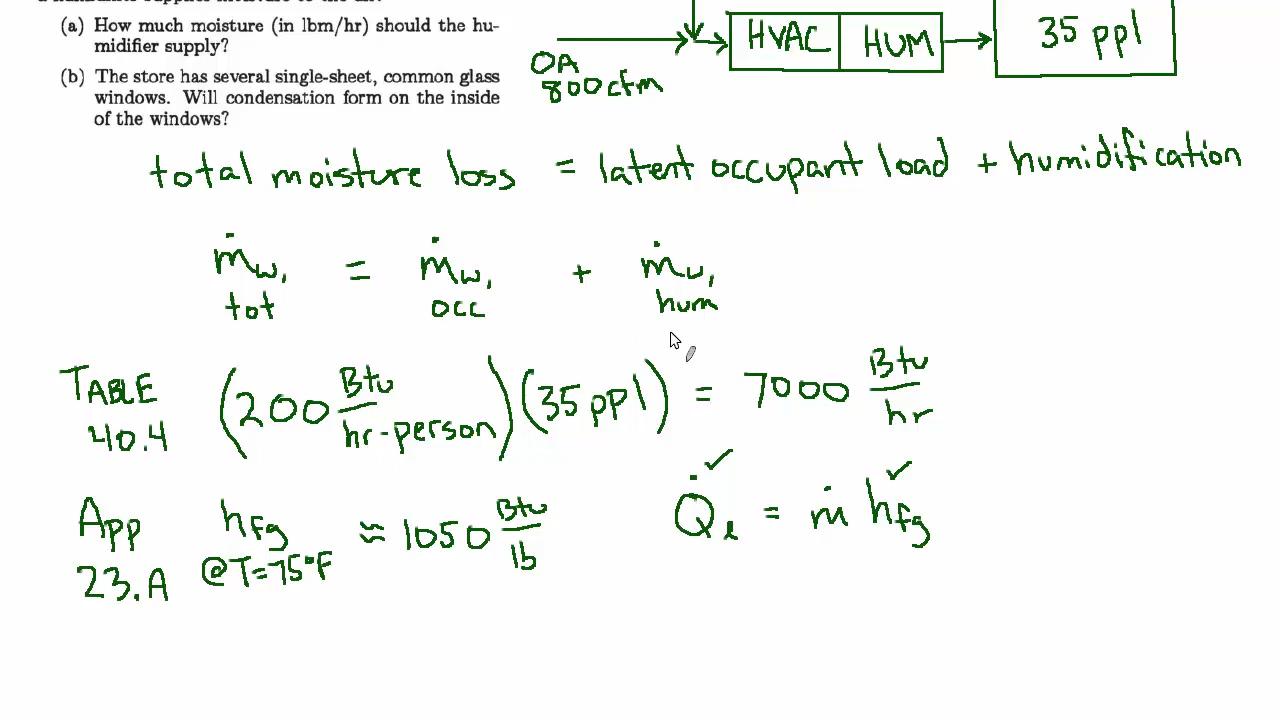 (a) How much moisture (in lbm/hr) should the hu-
midifier supply?
(b) The store has several single-sheet, common glass
windows. Will condensation form on the inside
of the windows?
HVAC HUM
35 ppl
OA
800cfm
total moisture loss = latent occupant load + humidification
ṁw, tot = ṁw, occ + ṁw, hum
TABLE 40.4 (200 Btu/hr-person)(35 ppl) = 7000 Btu/hr
App 23.A hfg @T=75°F ≈ 1050 Btu/lb
Q̇l = ṁ hfg